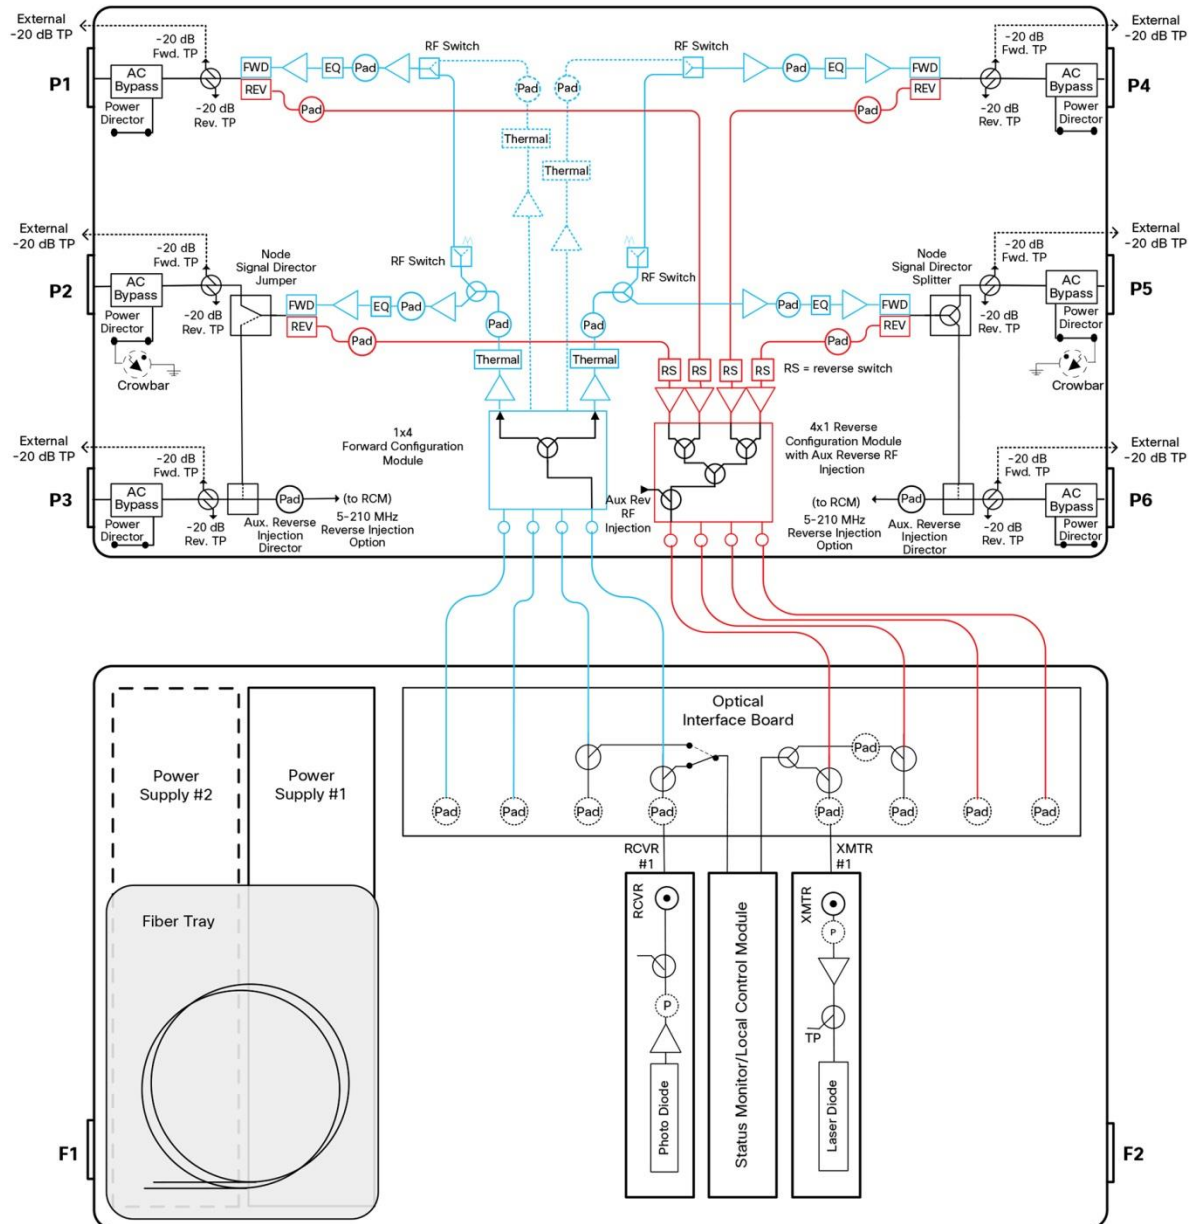 External
-20 dB TP
-20 dB
Fwd. TP
P1
AC
Bypass
Power
Director
-20 dB
Rev. TP
FWD
REV
EQ
Pad
Pad
RF Switch
Pad
Thermal
Thermal
Pad
RF Switch
Pad
EQ
FWD
REV
Pad
-20 dB
Fwd. TP
-20 dB
Rev. TP
AC
Bypass
Power
Director
P4
External
-20 dB TP
External
-20 dB TP
-20 dB
Fwd. TP
P2
AC
Bypass
Power
Director
Crowbar
-20 dB
Rev. TP
Node
Signal Director
Jumper
FWD
REV
EQ
Pad
Pad
RF Switch
Pad
Thermal
RF Switch
Pad
Thermal
Pad
EQ
FWD
REV
Pad
Node
Signal Director
Splitter
-20 dB
Fwd. TP
-20 dB
Rev. TP
AC
Bypass
Power
Director
Crowbar
P5
External
-20 dB TP
RS
RS
RS
RS
RS = reverse switch
1x4
Forward Configuration
Module
4x1 Reverse
Configuration Module
with Aux Reverse RF
Injection
Aux Rev
RF
Injection
External
-20 dB TP
-20 dB
Fwd. TP
P3
AC
Bypass
Power
Director
-20 dB
Rev. TP
Aux. Reverse
Injection
Director
Pad
(to RCM)
5-210 MHz
Reverse Injection
Option
(to RCM)
5-210 MHz
Reverse Injection
Option
Pad
Aux. Reverse
Injection
Director
-20 dB
Fwd. TP
-20 dB
Rev. TP
AC
Bypass
Power
Director
P6
External
-20 dB TP
Power
Supply #2
Power
Supply #1
Fiber Tray
Optical
Interface Board
Pad
Pad
Pad
Pad
Pad
Pad
Pad
Pad
Pad
RCVR
#1
XMTR
#1
RCVR
P
Photo Diode
Status Monitor/Local Control Module
XMTR
P
TP
Laser Diode
F1
F2